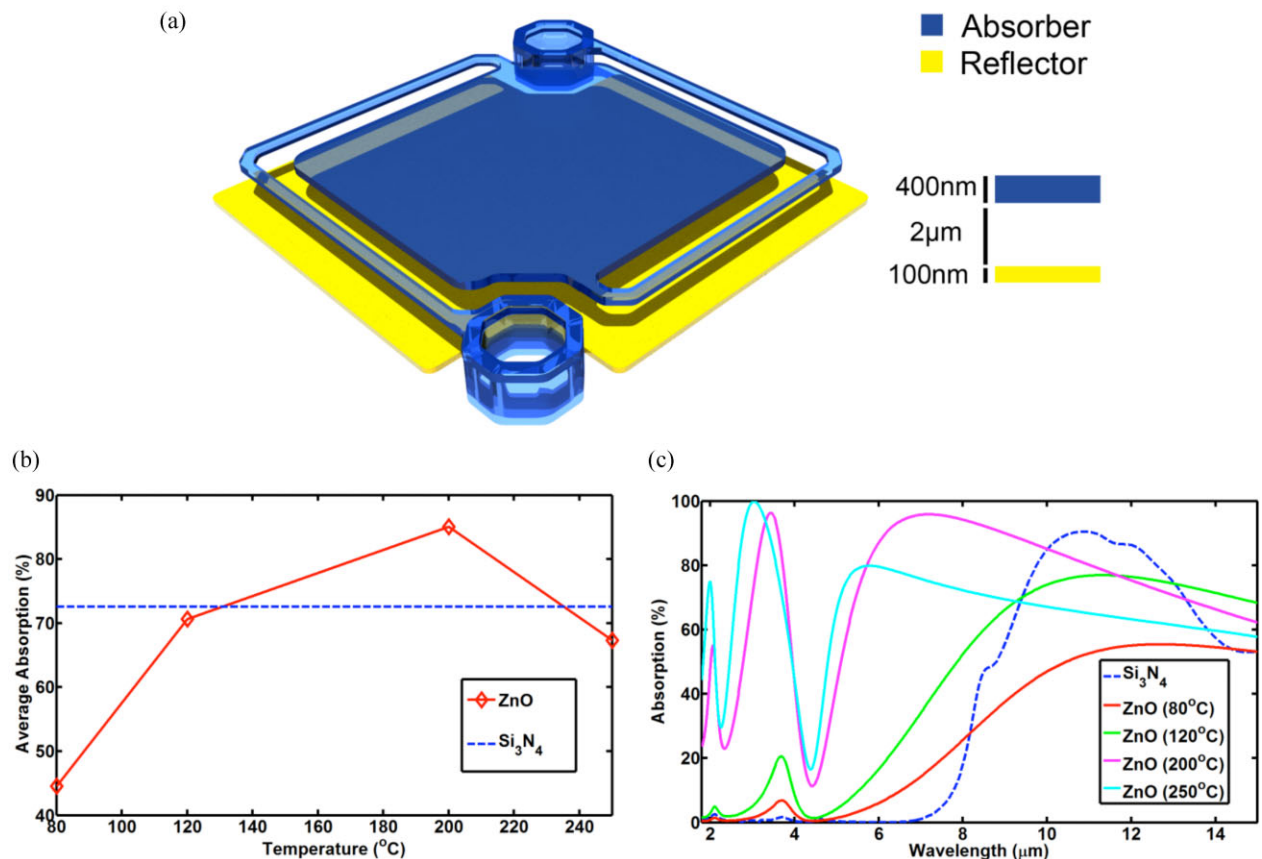 (a)
Absorber
Reflector
400nm
2μm
100nm
(b)
Average Absorption (%)
90
80
70
60
50
40
80 100 120 140 160 180 200 220 240
Temperature (°C)
ZnO
Si₃N₄
(c)
Absorption (%)
100
80
60
40
20
0
2 4 6 8 10 12 14
Wavelength (μm)
Si₃N₄
ZnO (80°C)
ZnO (120°C)
ZnO (200°C)
ZnO (250°C)